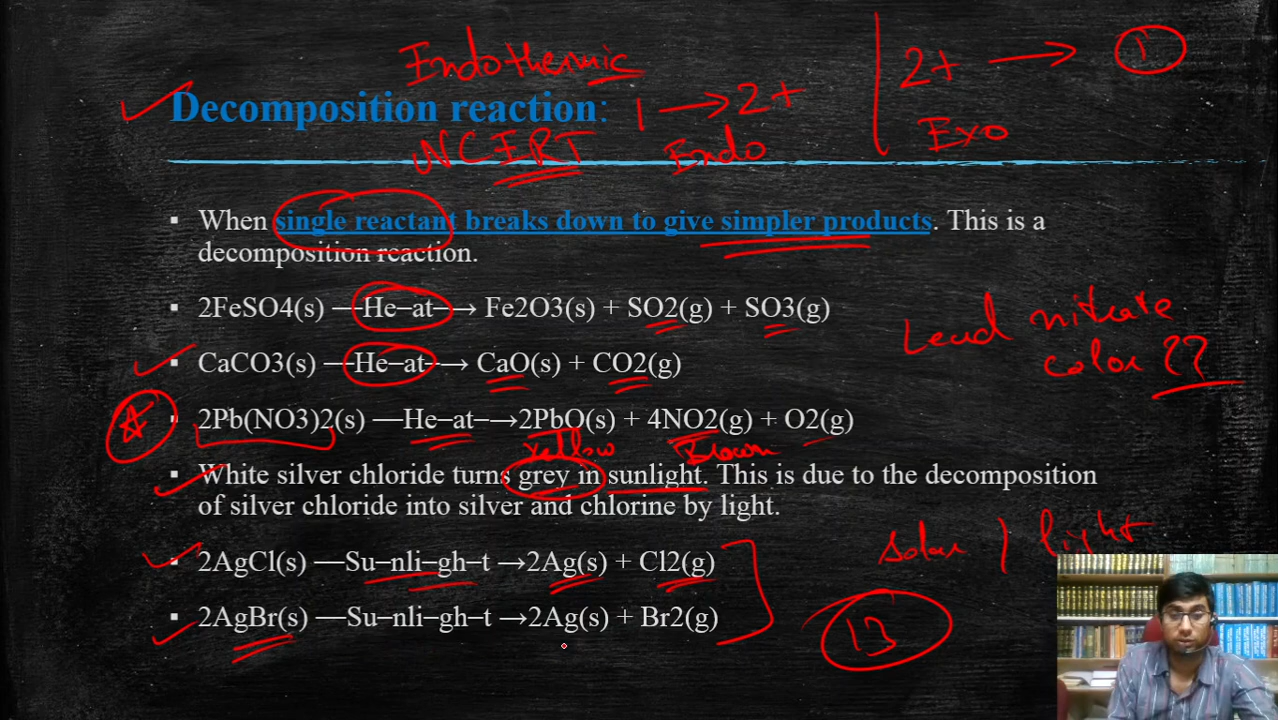 Endothermic
2+ → 1
Decomposition reaction: 1 → 2+
NCERT Endo
Exo
▪ When single reactant breaks down to give simpler products. This is a
decomposition reaction.
▪ 2FeSO4(s) —He–at–→ Fe2O3(s) + SO2(g) + SO3(g)
Lead nitrate
color ??
▪ CaCO3(s) —He–at–→ CaO(s) + CO2(g)
▪ 2Pb(NO3)2(s) —He–at–→2PbO(s) + 4NO2(g) + O2(g)
Yellow Brown
▪ White silver chloride turns grey in sunlight. This is due to the decomposition
of silver chloride into silver and chlorine by light.
Solar / light
▪ 2AgCl(s) —Su–nli–gh–t →2Ag(s) + Cl2(g)
▪ 2AgBr(s) —Su–nli–gh–t →2Ag(s) + Br2(g)
13